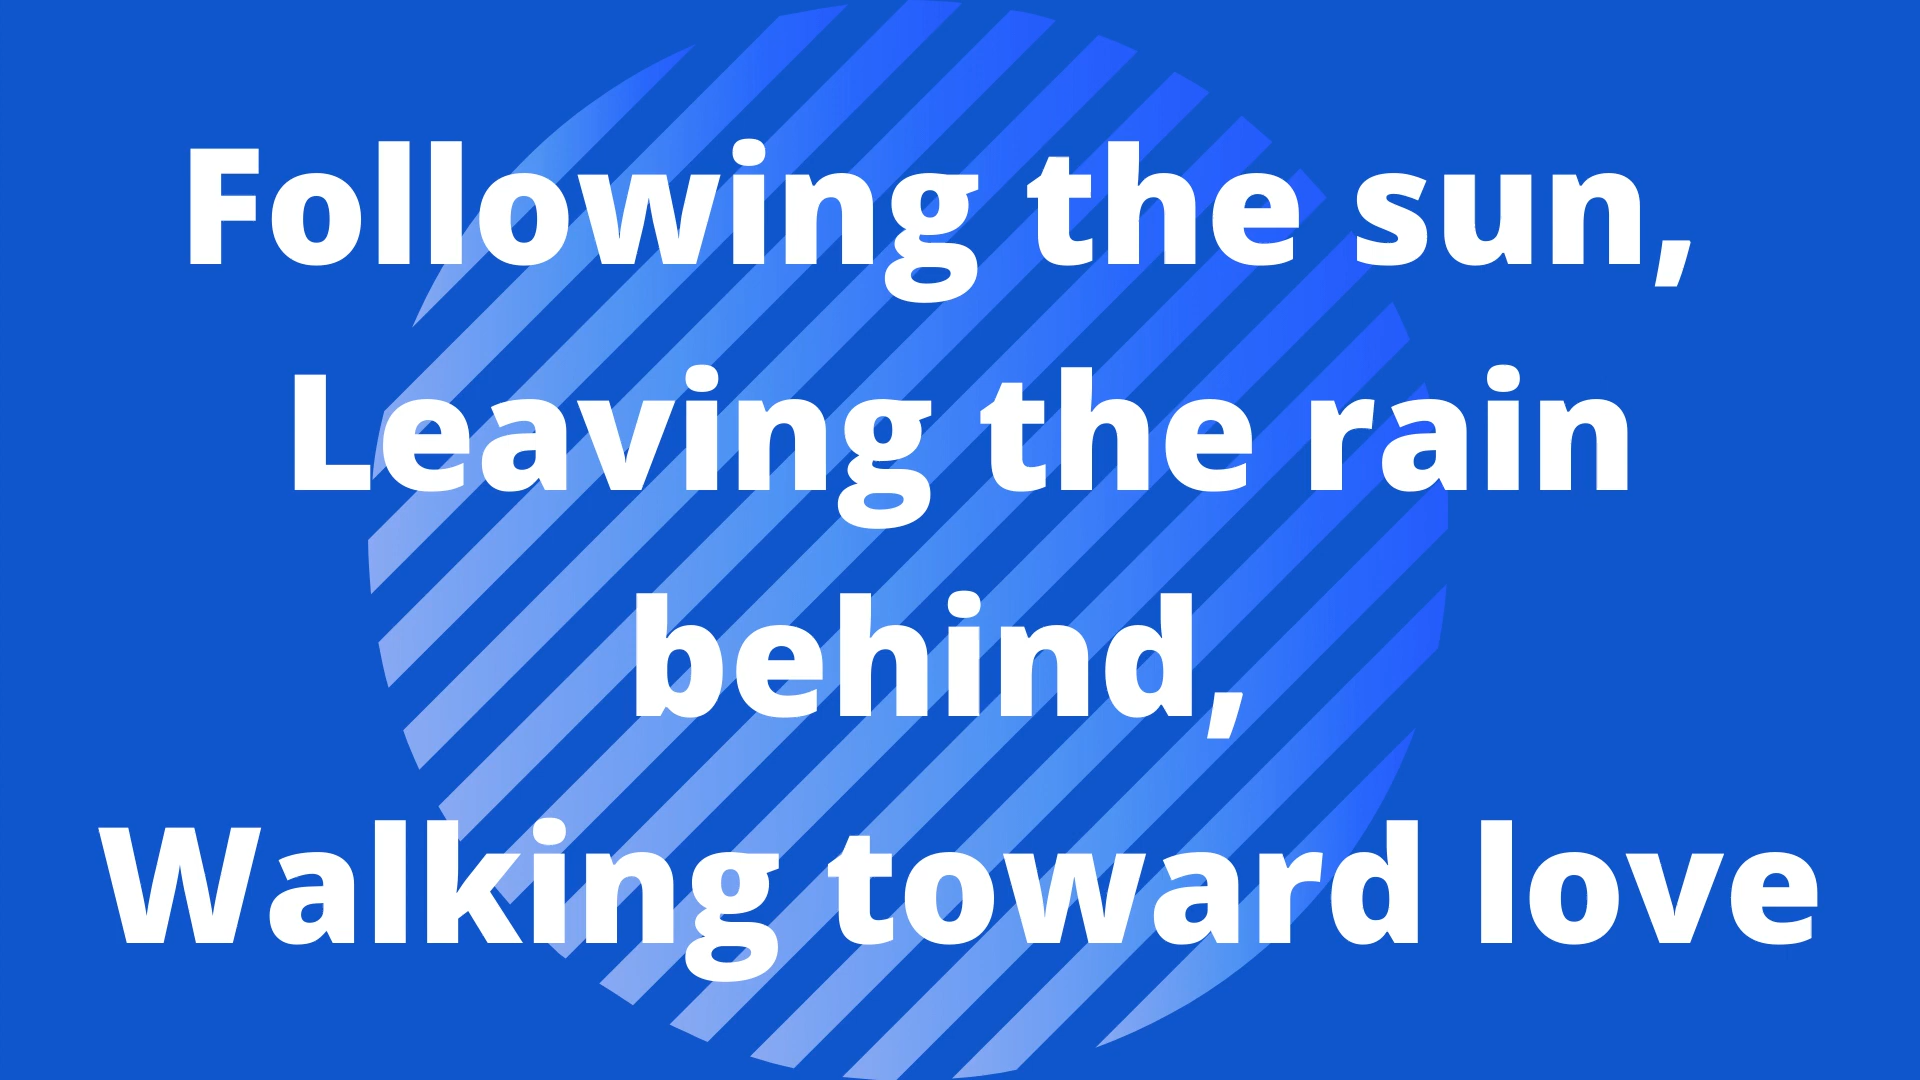 Following the sun,
Leaving the rain
behind,
Walking toward love